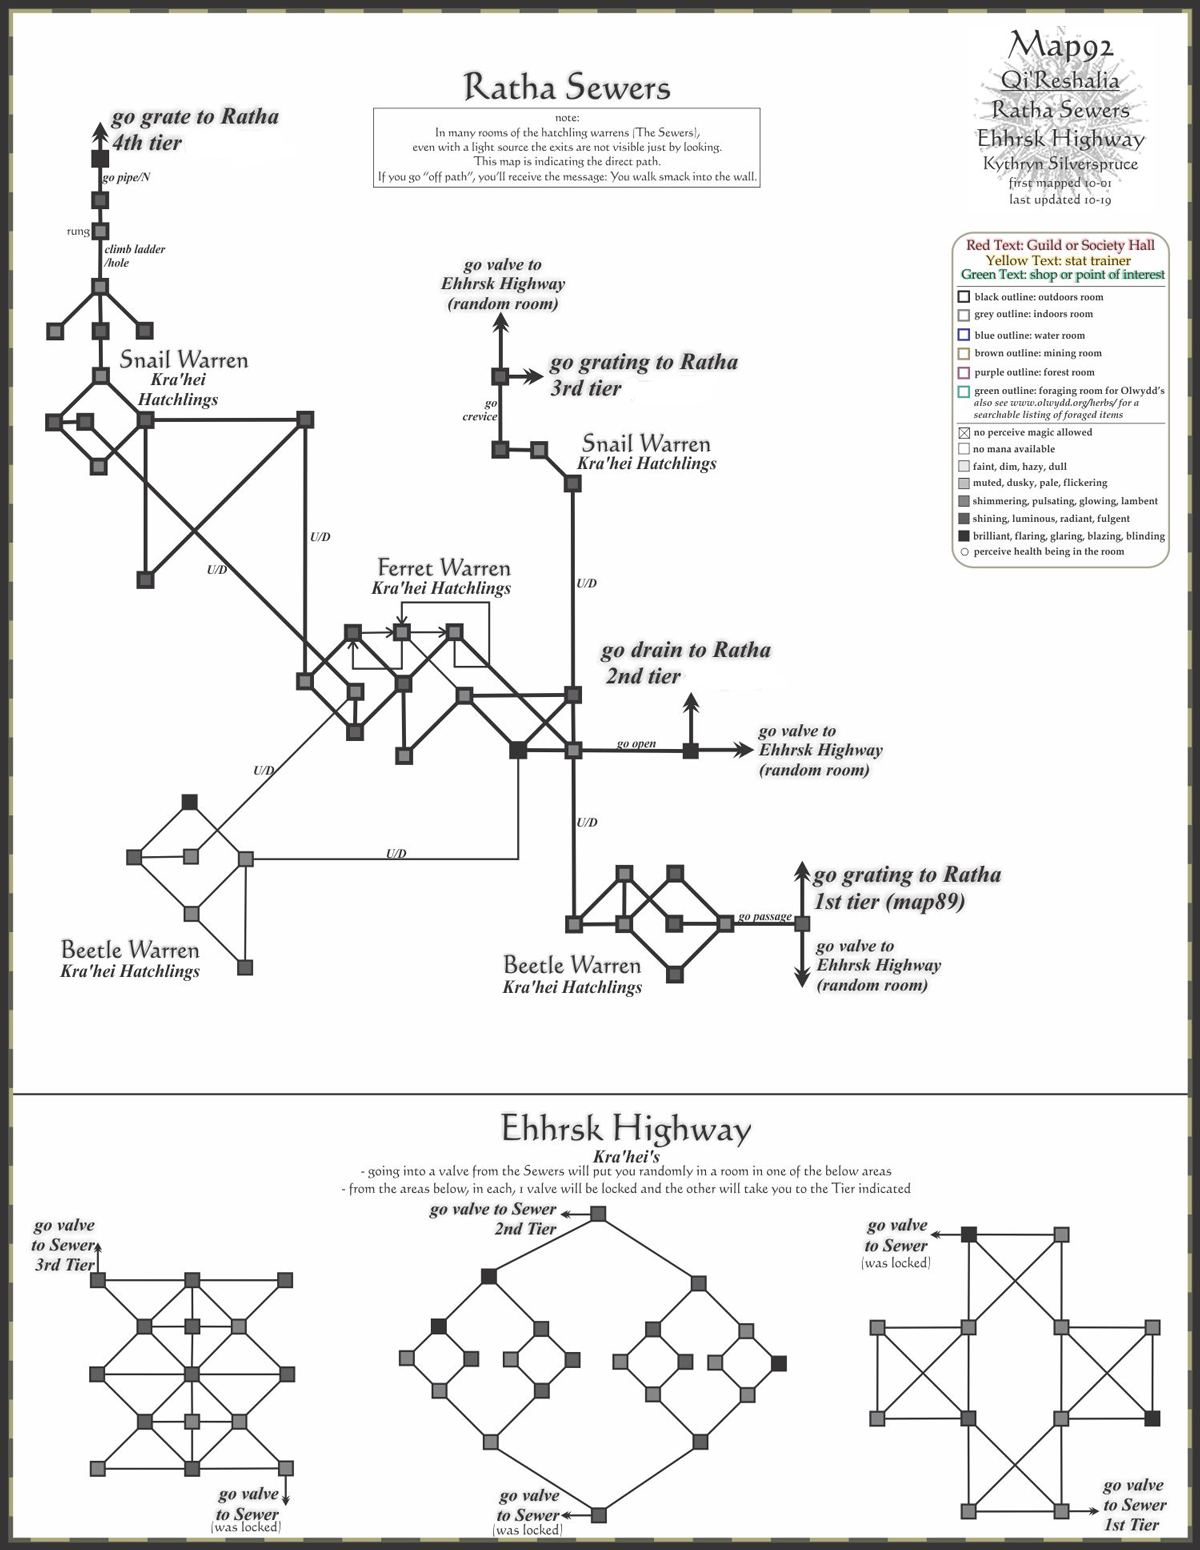 N
Map92
Qi'Reshalia
Ratha Sewers
Ehhrsk Highway
Kythryn Silverspruce
first mapped 10-01
last updated 10-19
Ratha Sewers
note:
In many rooms of the hatchling warrens [The Sewers],
even with a light source the exits are not visible just by looking.
This map is indicating the direct path.
If you go "off path", you'll receive the message: You walk smack into the wall.
go grate to Ratha
4th tier
go pipe/N
rung
climb ladder
/hole
Red Text: Guild or Society Hall
Yellow Text: stat trainer
Green Text: shop or point of interest
black outline: outdoors room
grey outline: indoors room
blue outline: water room
brown outline: mining room
purple outline: forest room
green outline: foraging room for Olwydd's
also see www.olwydd.org/herbs/ for a
searchable listing of foraged items
no perceive magic allowed
no mana available
faint, dim, hazy, dull
muted, dusky, pale, flickering
shimmering, pulsating, glowing, lambent
shining, luminous, radiant, fulgent
brilliant, flaring, glaring, blazing, blinding
perceive health being in the room
go valve to
Ehhrsk Highway
(random room)
go grating to Ratha
3rd tier
go
crevice
Snail Warren
Kra'hei
Hatchlings
Snail Warren
Kra'hei Hatchlings
U/D
U/D
U/D
Ferret Warren
Kra'hei Hatchlings
go drain to Ratha
2nd tier
go open
go valve to
Ehhrsk Highway
(random room)
U/D
U/D
U/D
go grating to Ratha
1st tier (map89)
go passage
go valve to
Ehhrsk Highway
(random room)
Beetle Warren
Kra'hei Hatchlings
Beetle Warren
Kra'hei Hatchlings
Ehhrsk Highway
Kra'hei's
- going into a valve from the Sewers will put you randomly in a room in one of the below areas
- from the areas below, in each, 1 valve will be locked and the other will take you to the Tier indicated
go valve
to Sewer
3rd Tier
go valve to Sewer
2nd Tier
go valve
to Sewer
(was locked)
go valve
to Sewer
(was locked)
go valve
to Sewer
(was locked)
go valve
to Sewer
1st Tier